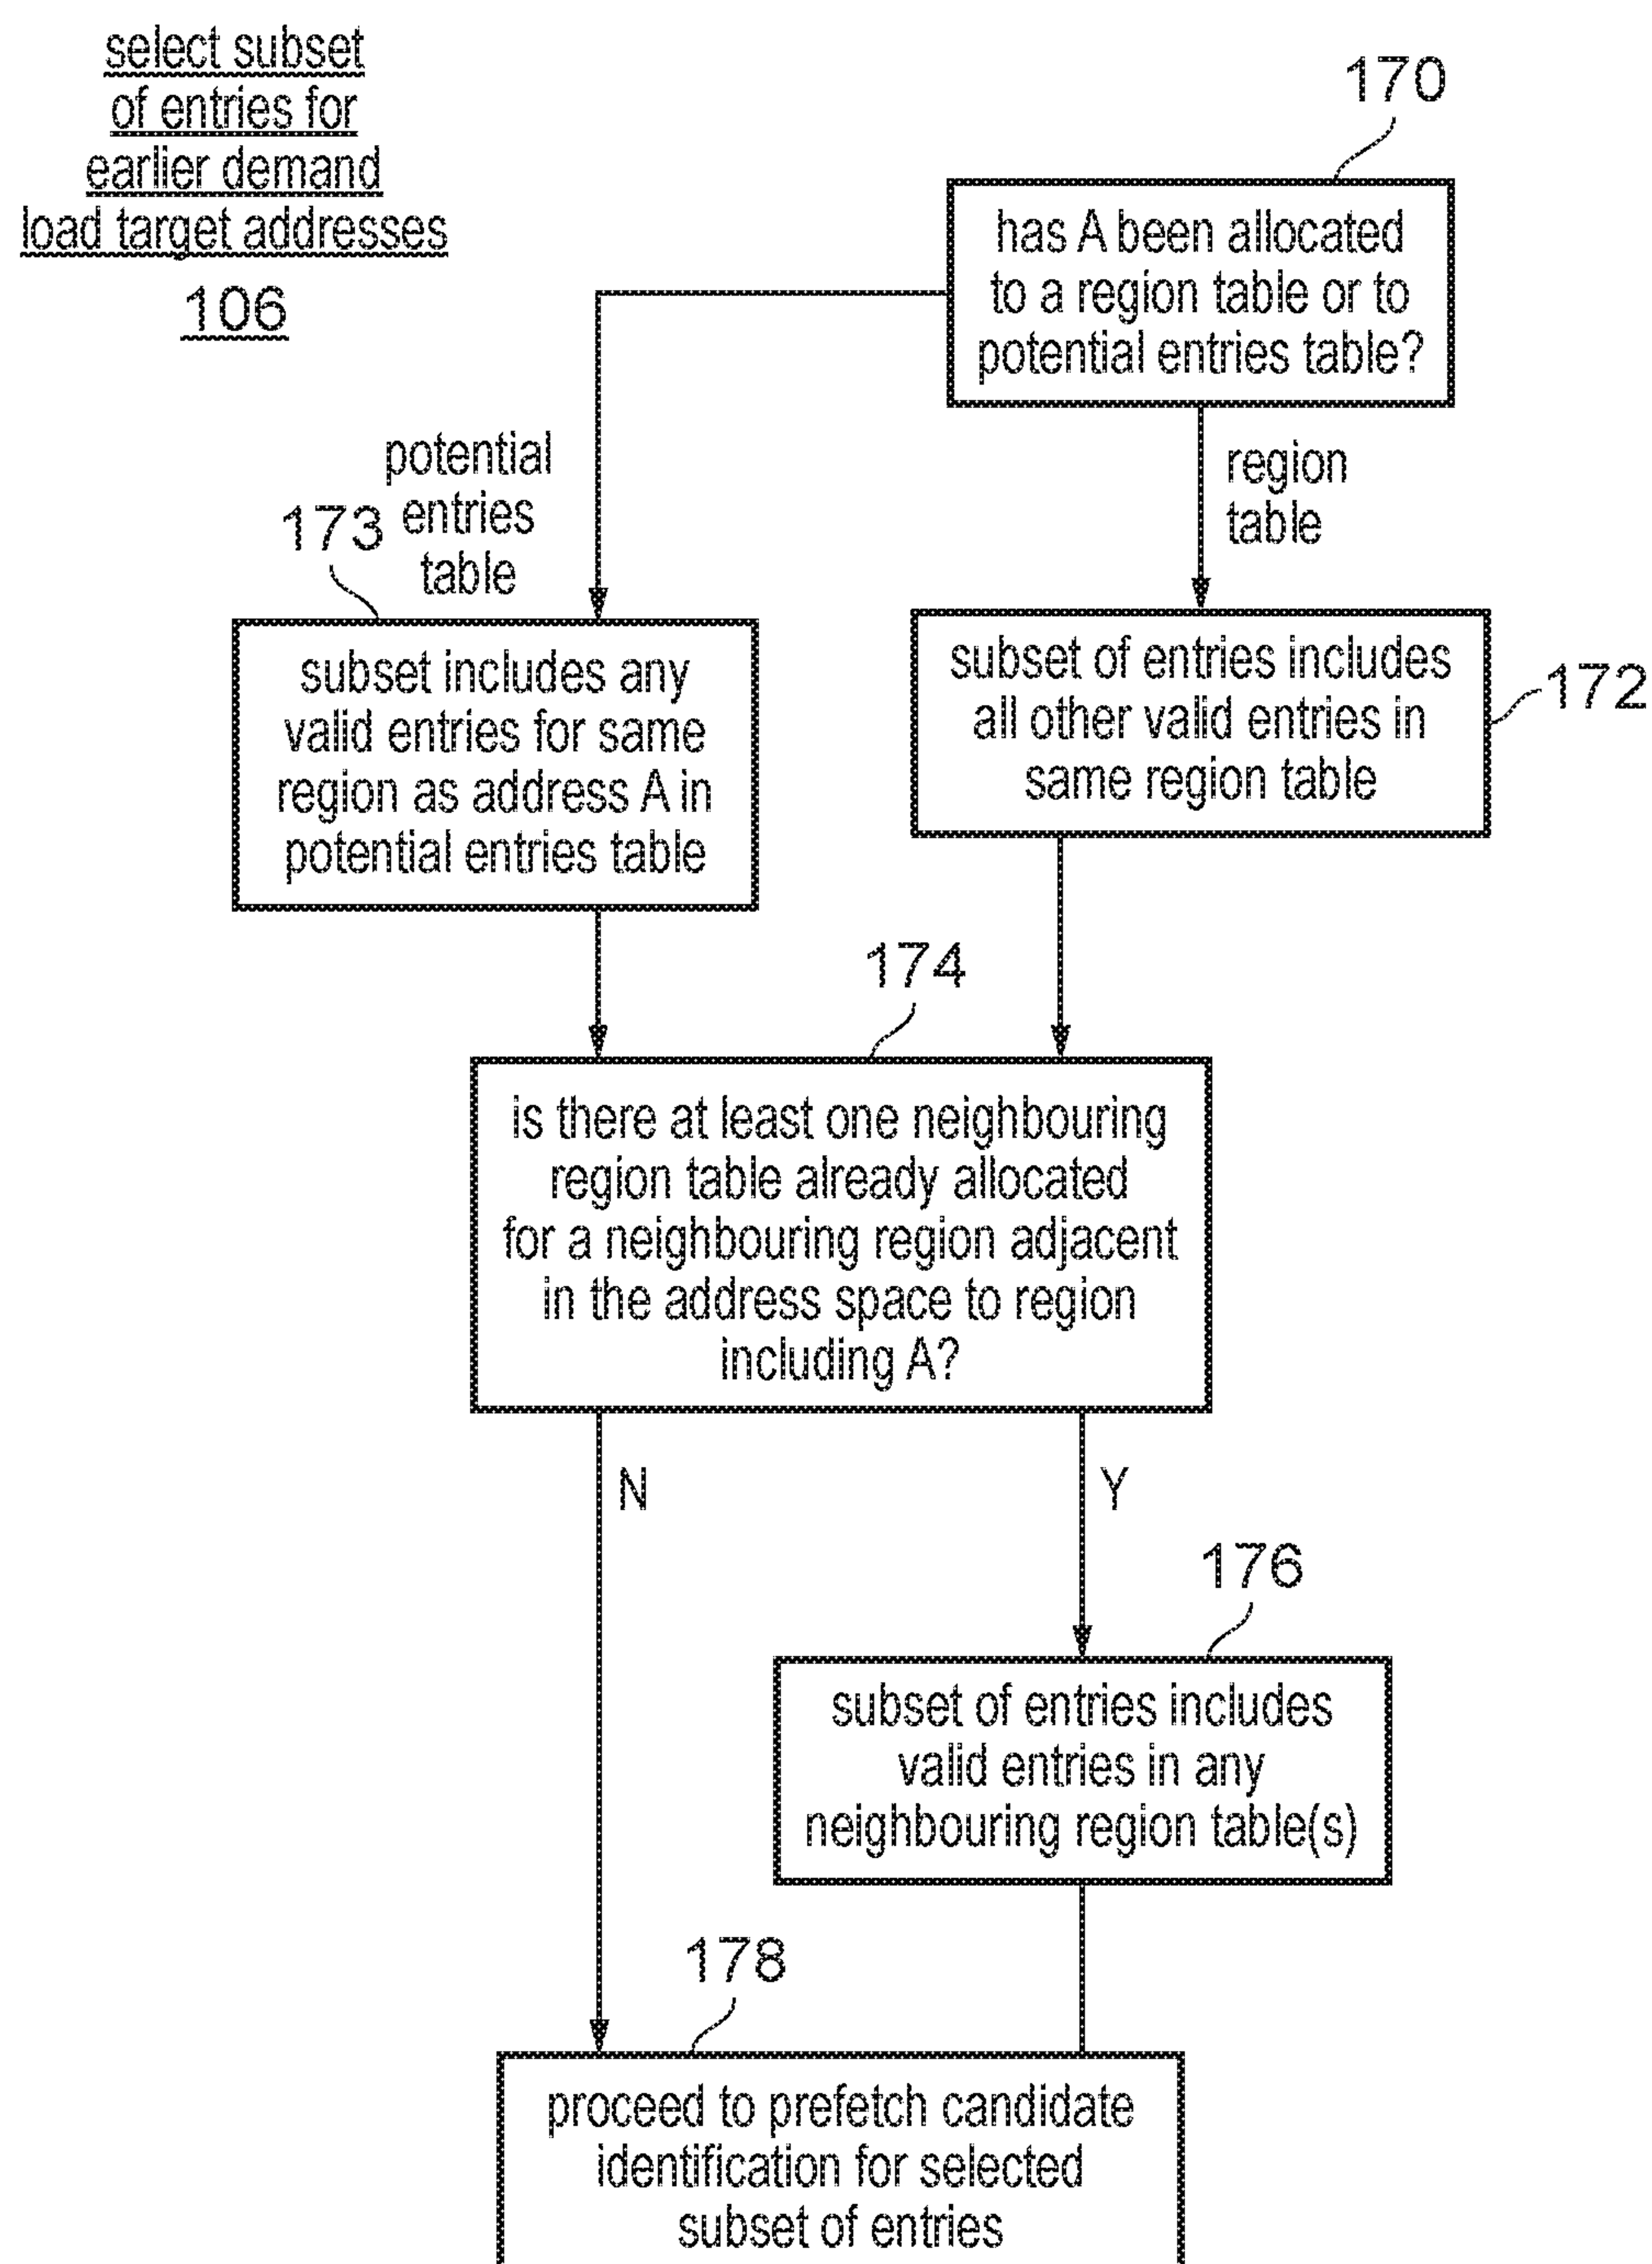 select subset
of entries for
earlier demand
load target addresses
106
170
has A been allocated
to a region table or to
potential entries table?
potential
entries
table
region
table
173
subset includes any
valid entries for same
region as address A in
potential entries table
subset of entries includes
all other valid entries in
same region table
172
174
is there at least one neighbouring
region table already allocated
for a neighbouring region adjacent
in the address space to region
including A?
N
Y
176
subset of entries includes
valid entries in any
neighbouring region table(s)
178
proceed to prefetch candidate
identification for selected
subset of entries